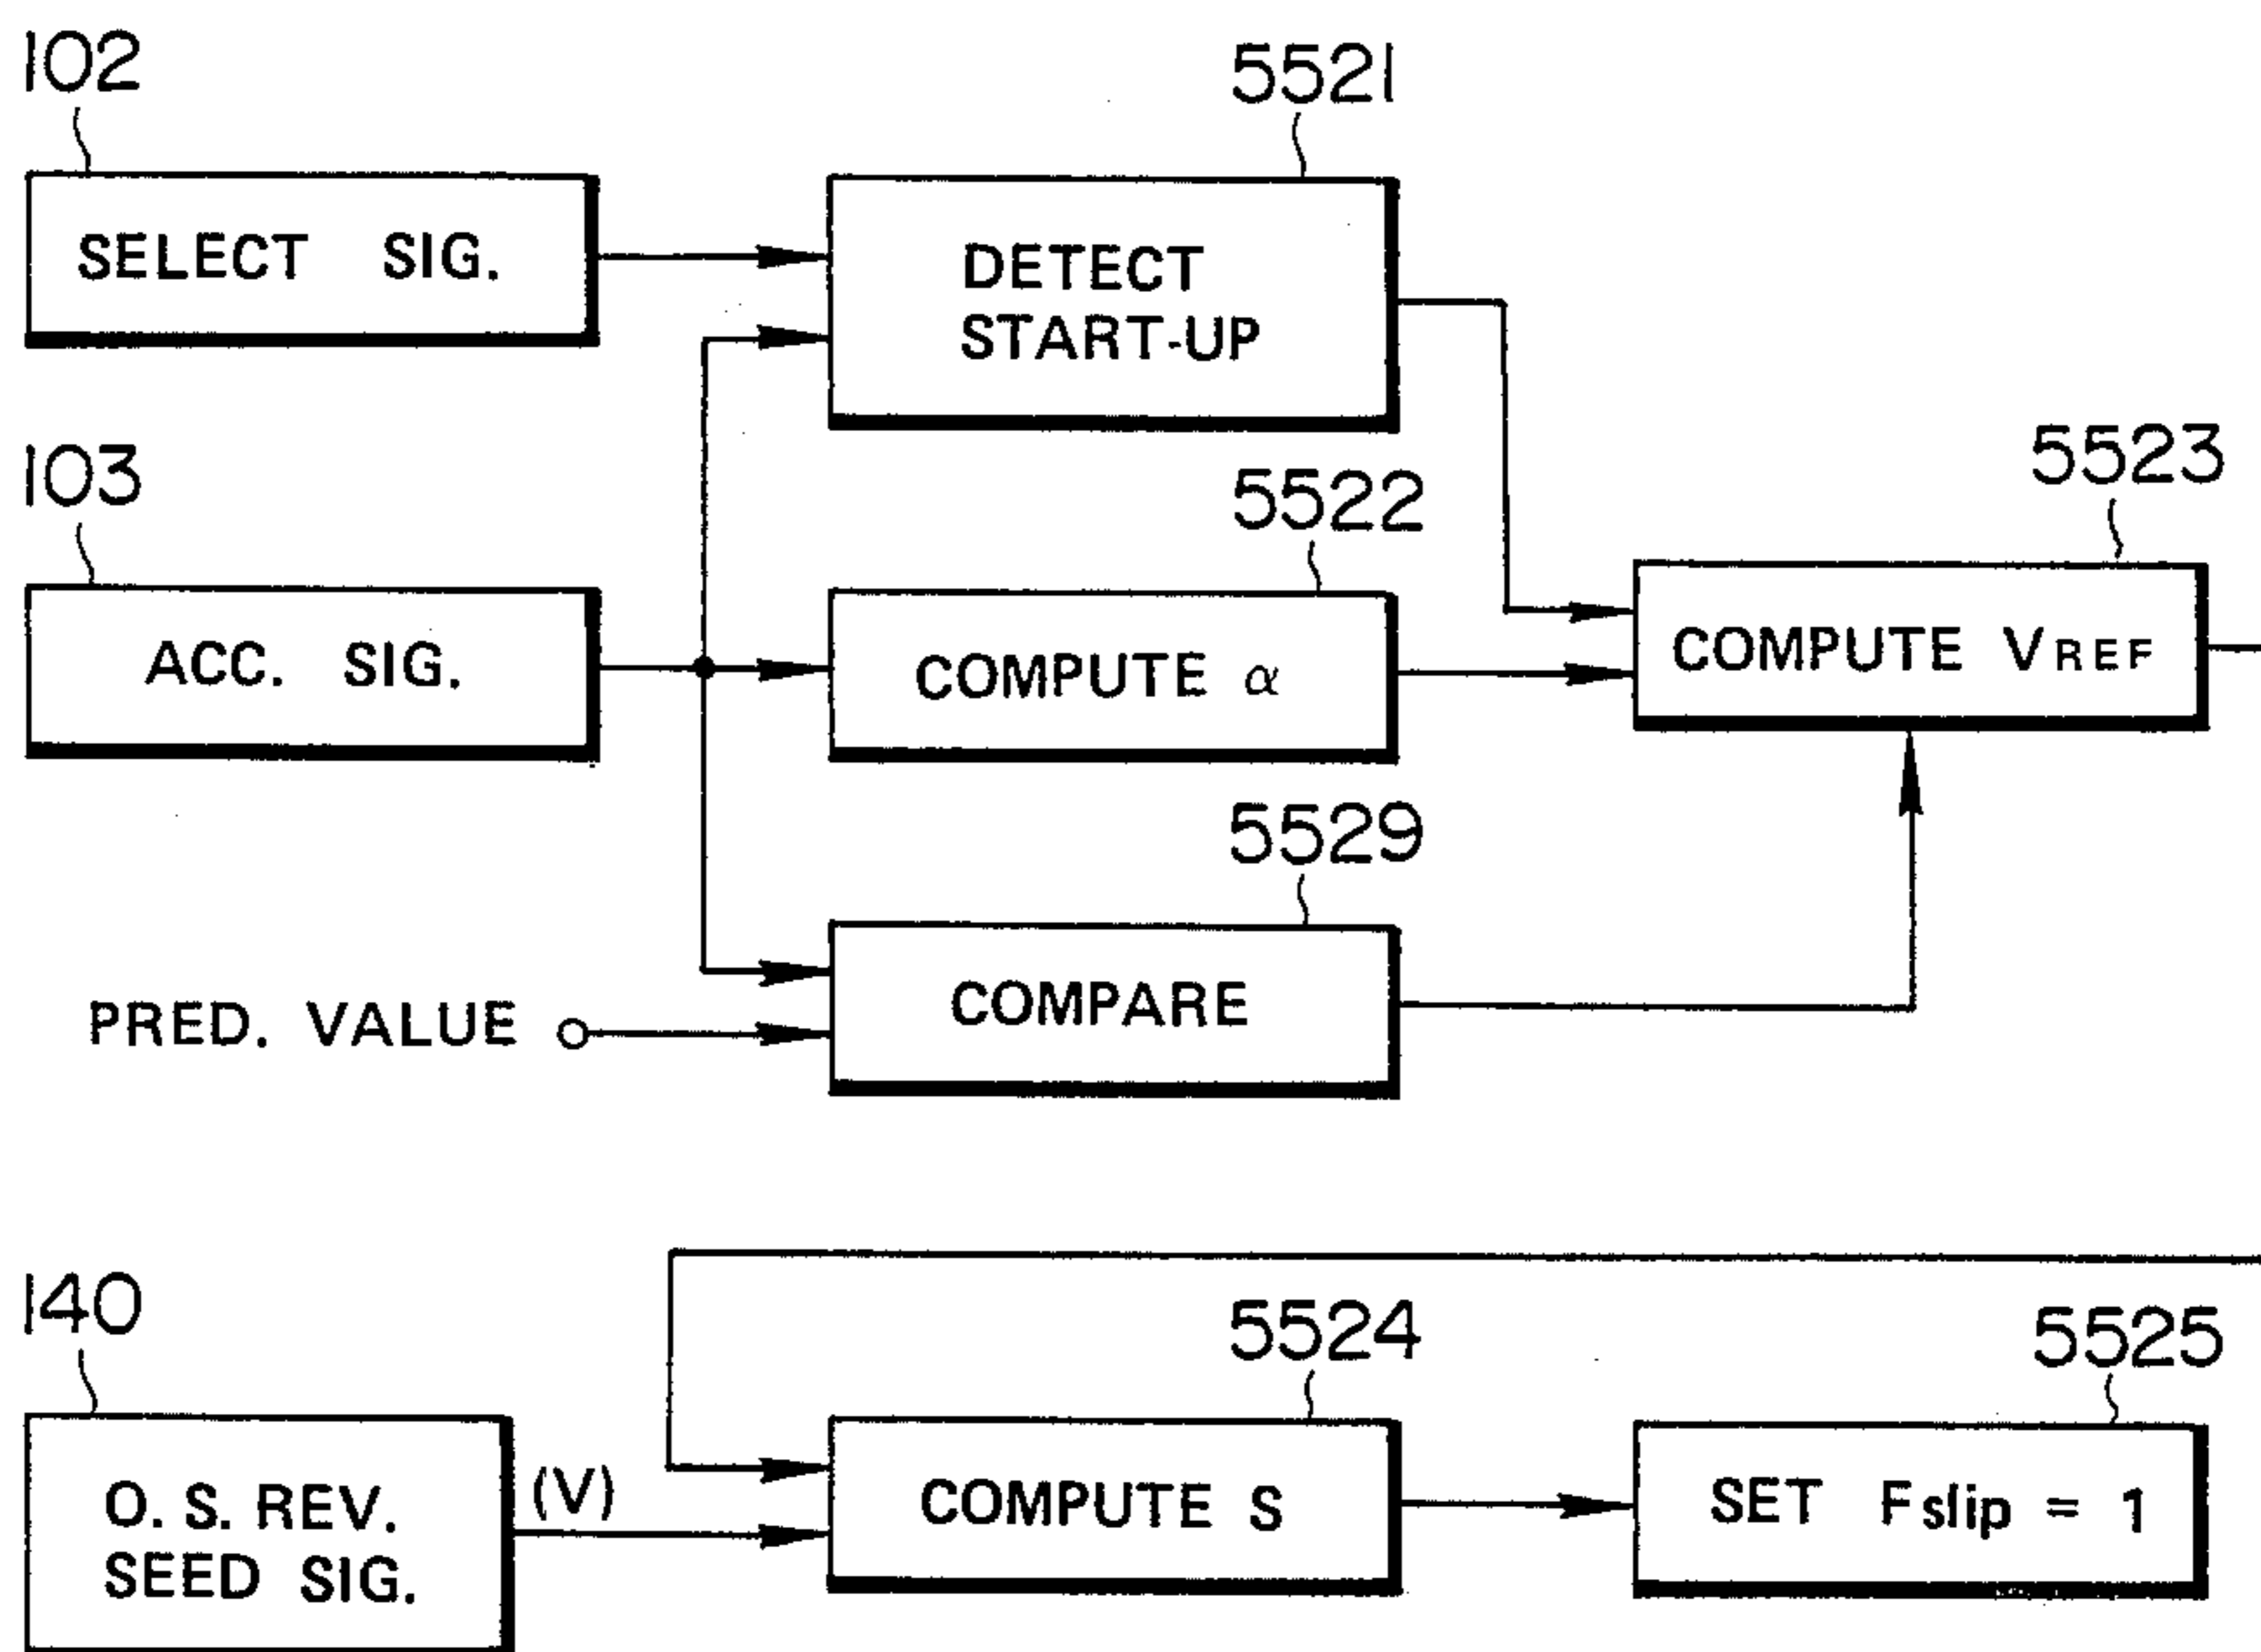 102
SELECT SIG.
5521
DETECT
START-UP
103
ACC. SIG.
5522
COMPUTE α
5523
COMPUTE VREF
5529
COMPARE
PRED. VALUE
140
O. S. REV.
SEED SIG.
(V)
5524
COMPUTE S
5525
SET Fslip = 1